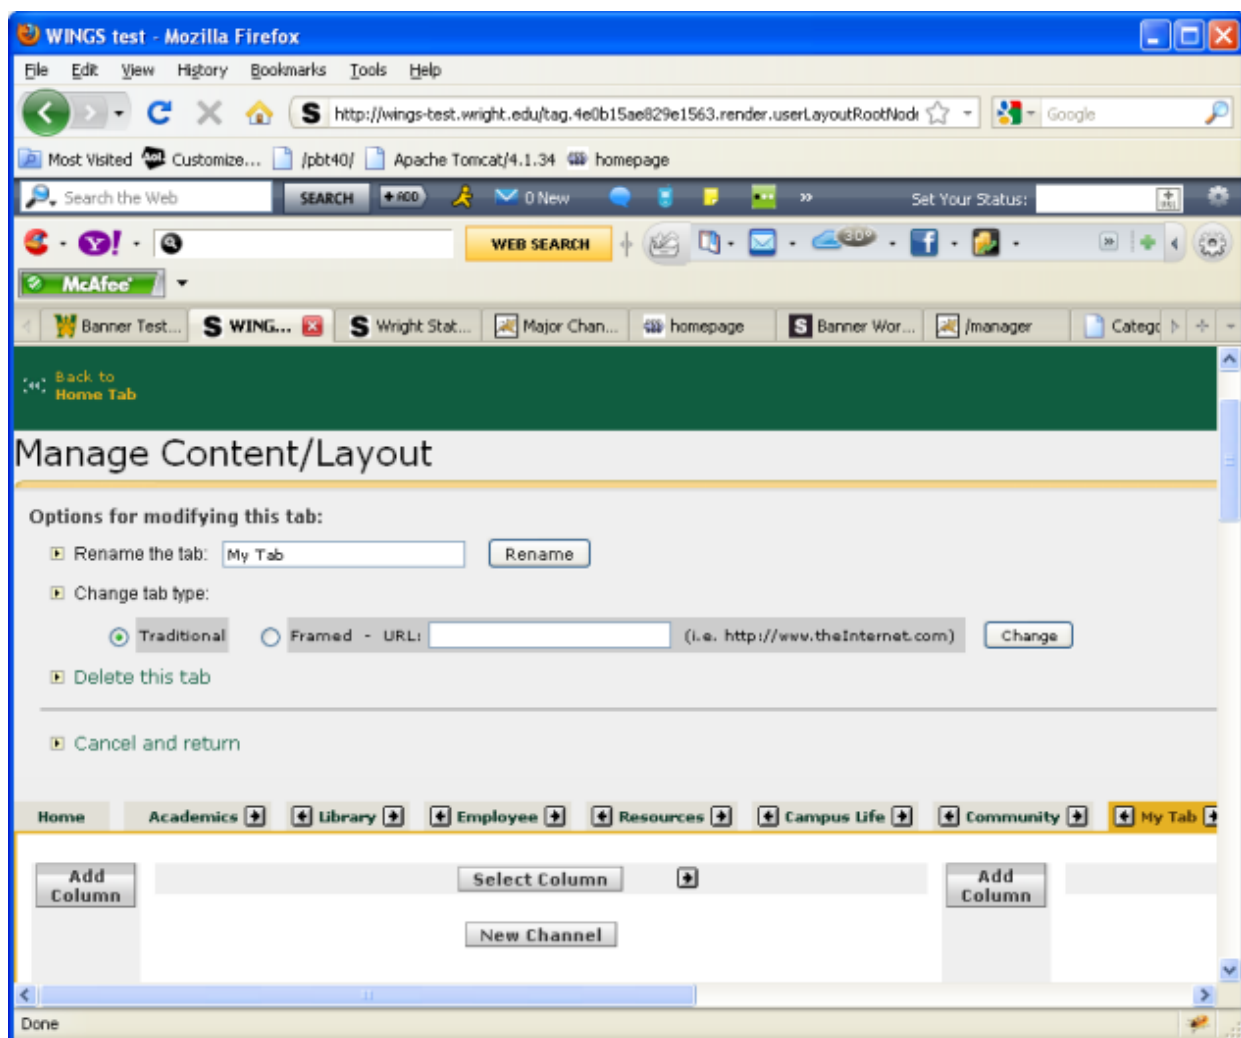 WINGS test - Mozilla Firefox
File Edit View History Bookmarks Tools Help
S http://wings-test.wright.edu/tag.4e0b15ae829e1563.render.userLayoutRootNode Google
Most Visited Customize... /pbt40/ Apache Tomcat/4.1.34 homepage
Search the Web SEARCH +ADD 0 New >> Set Your Status:
Y! WEB SEARCH 30° f
McAfee
Banner Test... S WING... S Wright Stat... Major Chan... homepage S Banner Wor... /manager Catego
Back to
Home Tab
Manage Content/Layout
Options for modifying this tab:
Rename the tab: My Tab Rename
Change tab type:
Traditional Framed - URL: (i.e. http://www.theInternet.com) Change
Delete this tab
Cancel and return
Home Academics Library Employee Resources Campus Life Community My Tab
Add Column Select Column Add Column
New Channel
Done